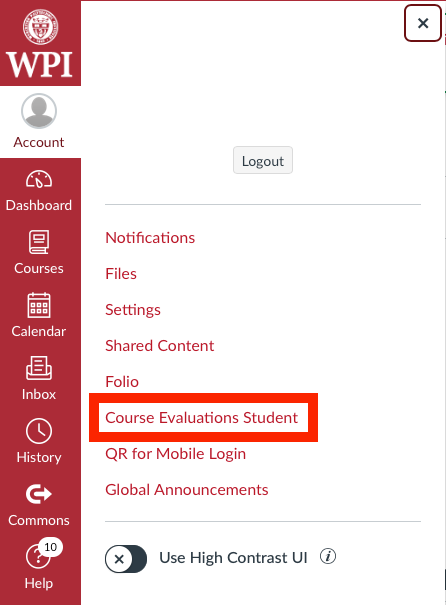 WPI
Account
Dashboard
Courses
Calendar
Inbox
History
Commons
10
Help
Logout
Notifications
Files
Settings
Shared Content
Folio
Course Evaluations Student
QR for Mobile Login
Global Announcements
Use High Contrast UI